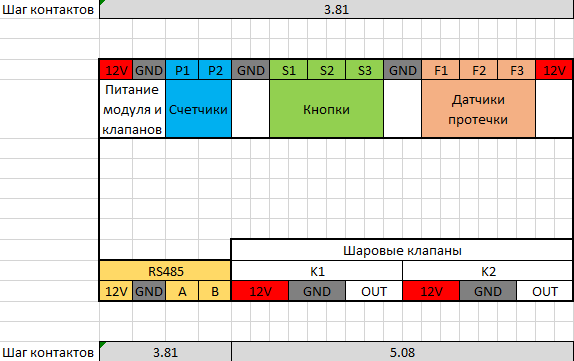 Шаг контактов 3.81
12V GND P1 P2 GND S1 S2 S3 GND F1 F2 F3 12V
Питание
модуля и
клапанов
Счетчики
Кнопки
Датчики
протечки
Шаровые клапаны
RS485 K1 K2
12V GND A B 12V GND OUT 12V GND OUT
Шаг контактов 3.81 5.08